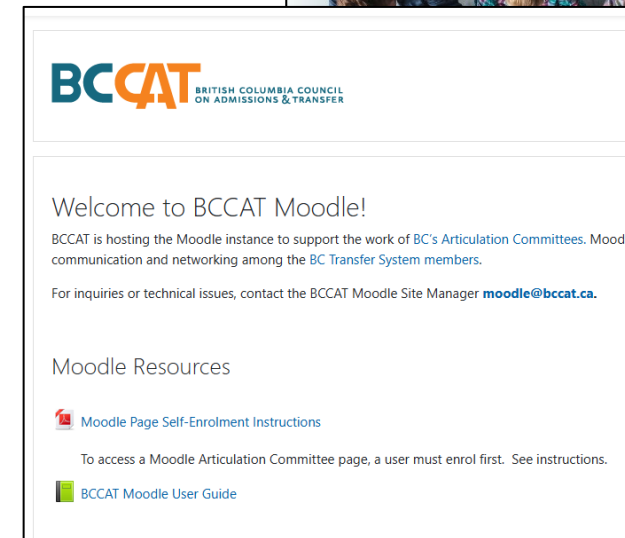 BCCAT BRITISH COLUMBIA COUNCIL
ON ADMISSIONS & TRANSFER
Welcome to BCCAT Moodle!
BCCAT is hosting the Moodle instance to support the work of BC's Articulation Committees. Mood
communication and networking among the BC Transfer System members.
For inquiries or technical issues, contact the BCCAT Moodle Site Manager moodle@bccat.ca.
Moodle Resources
Moodle Page Self-Enrolment Instructions
To access a Moodle Articulation Committee page, a user must enrol first. See instructions.
BCCAT Moodle User Guide